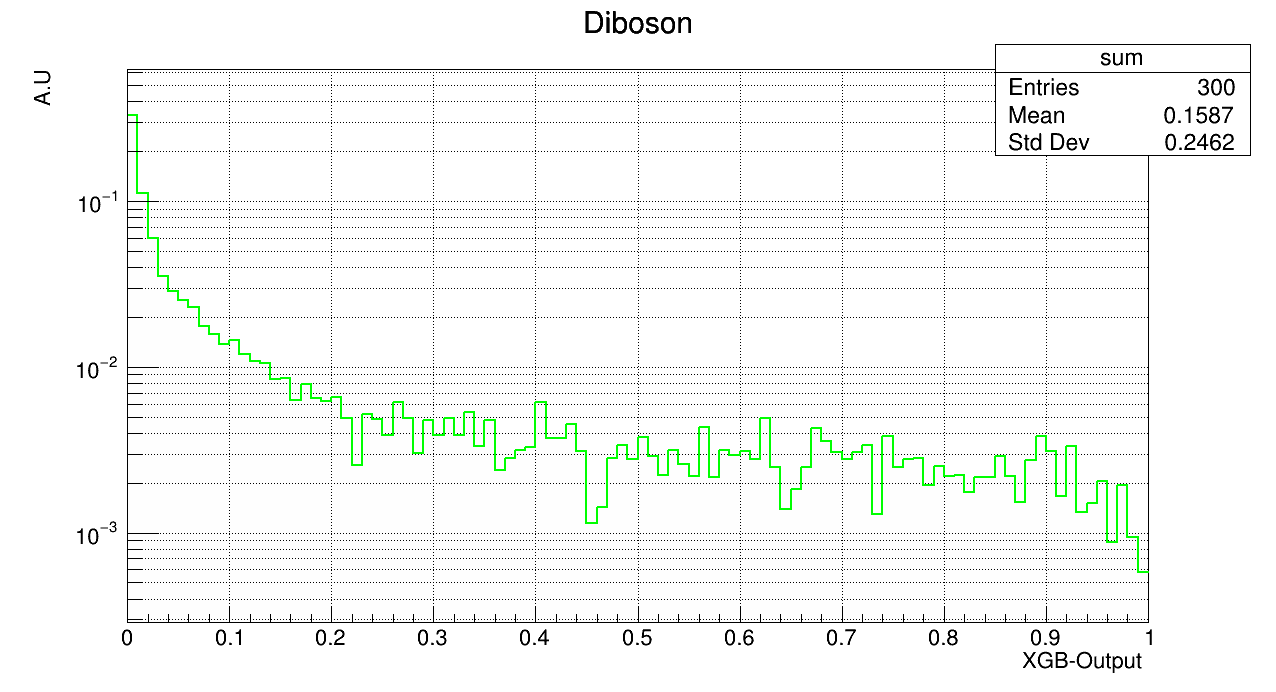 Diboson
A.U
sum
Entries 300
Mean 0.1587
Std Dev 0.2462
10⁻¹
10⁻²
10⁻³
0 0.1 0.2 0.3 0.4 0.5 0.6 0.7 0.8 0.9 1
XGB-Output